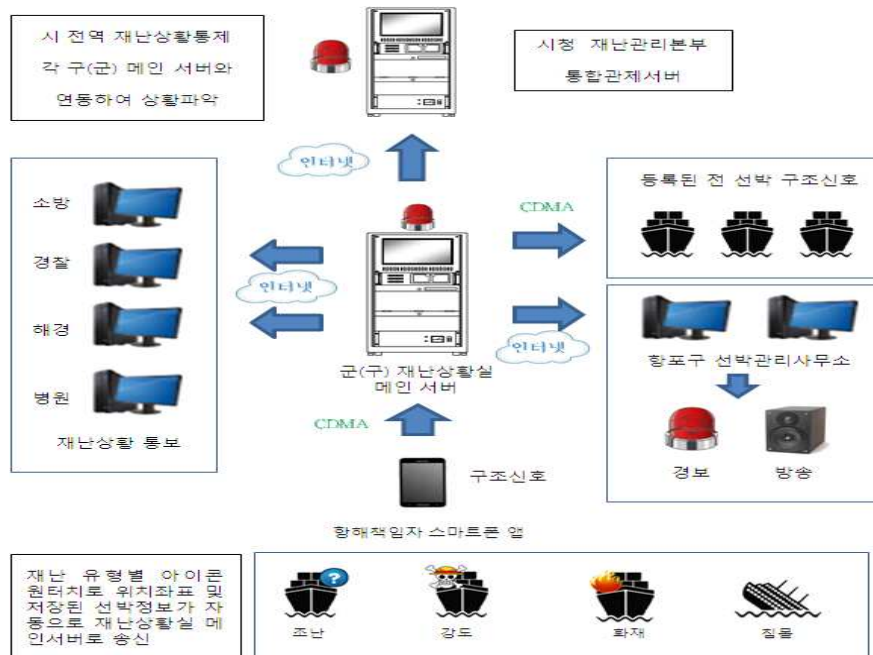 시 전역 재난상황통제
각 구(군) 메인 서버와
연동하여 상황파악
시청 재난관리본부
통합관제서버
인터넷
소방
경찰
해경
병원
재난상황 통보
인터넷
군(구) 재난상황실
메인 서버
CDMA
등록된 전 선박 구조신호
인터넷
항포구 선박관리사무소
경보
방송
CDMA
구조신호
항해책임자 스마트폰 앱
재난 유형별 아이콘
원터치로 위치좌표 및
저장된 선박정보가 자
동으로 재난상황실 메
인서버로 송신
조난
강도
화재
침몰